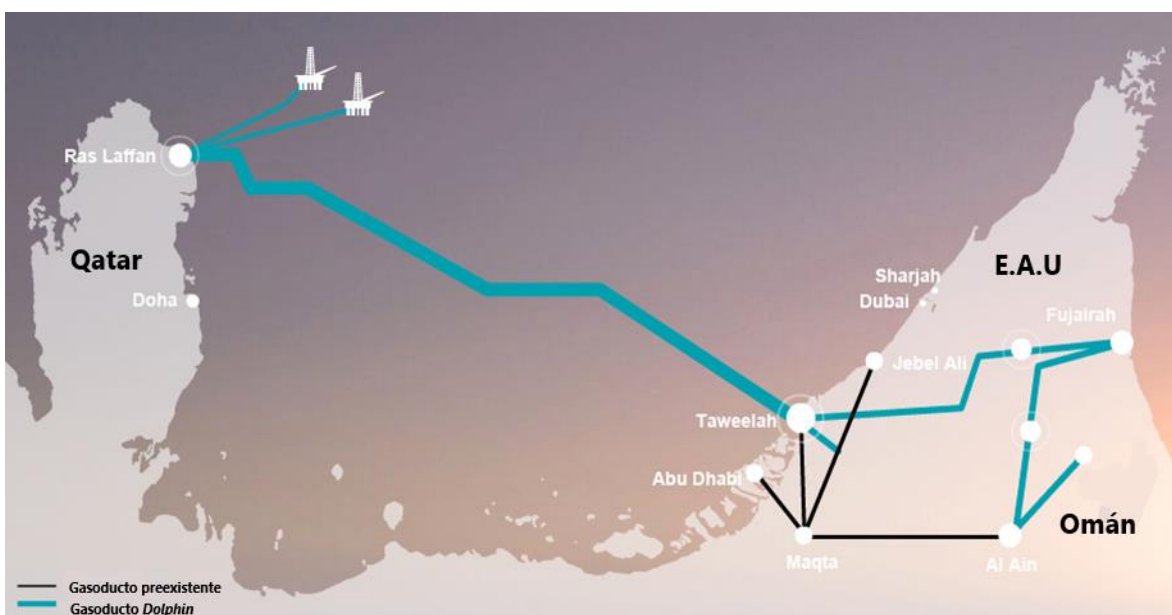 Ras Laffan
Qatar
Doha
E.A.U
Sharjah
Dubai
Fujairah
Jebel Ali
Taweelah
Abu Dhabi
Omán
Maqta
Al Ain
Gasoducto preexistente
Gasoducto Dolphin